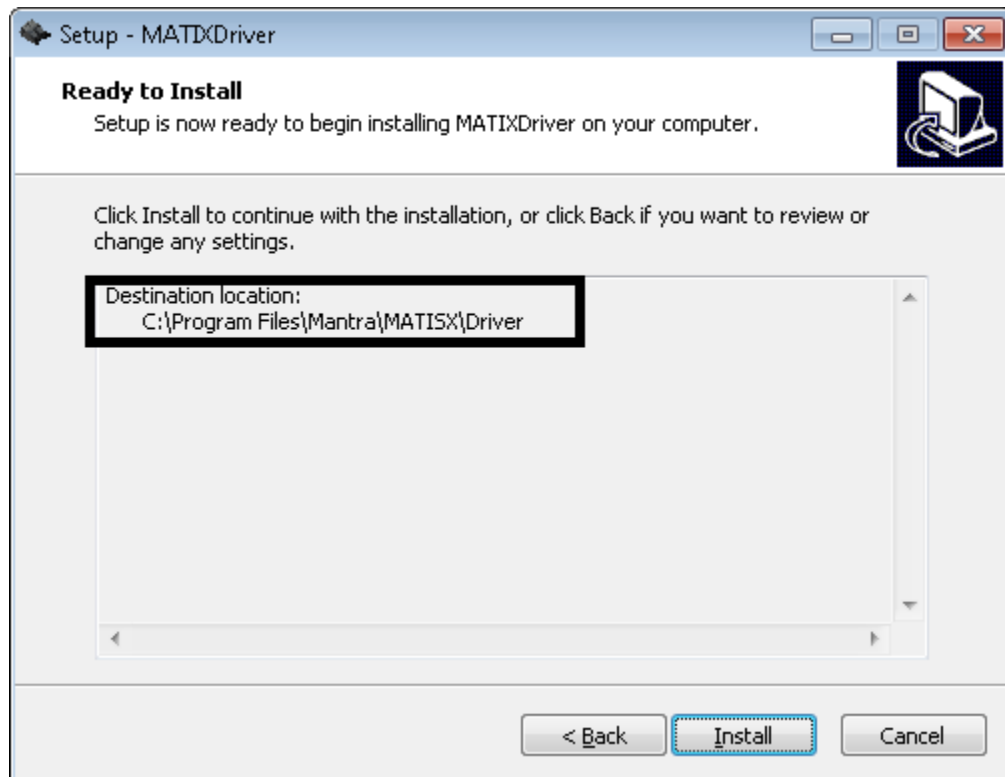 Setup - MATIXDriver
Ready to Install
Setup is now ready to begin installing MATIXDriver on your computer.
Click Install to continue with the installation, or click Back if you want to review or
change any settings.
Destination location:
C:\Program Files\Mantra\MATISX\Driver
< Back
Install
Cancel